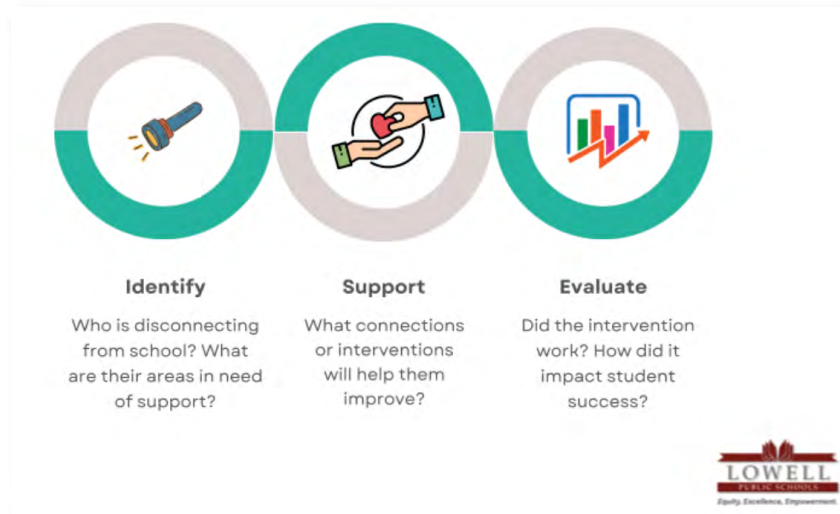 Identify
Who is disconnecting
from school? What
are their areas in need
of support?
Support
What connections
or interventions
will help them
improve?
Evaluate
Did the intervention
work? How did it
impact student
success?
LOWELL
PUBLIC SCHOOLS
Equity, Excellence, Empowerment.